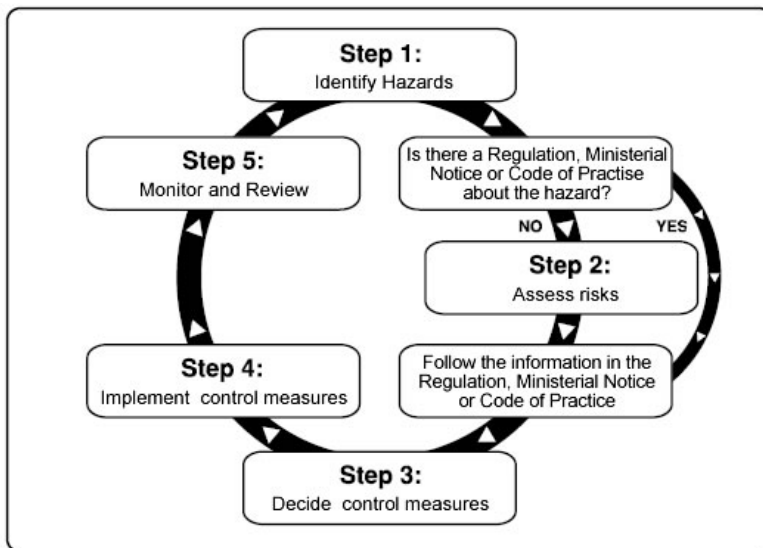 Step 1:
Identify Hazards
Is there a Regulation, Ministerial
Notice or Code of Practise
about the hazard?
NO
YES
Step 2:
Assess risks
Follow the information in the
Regulation, Ministerial Notice
or Code of Practice
Step 3:
Decide control measures
Step 4:
Implement control measures
Step 5:
Monitor and Review